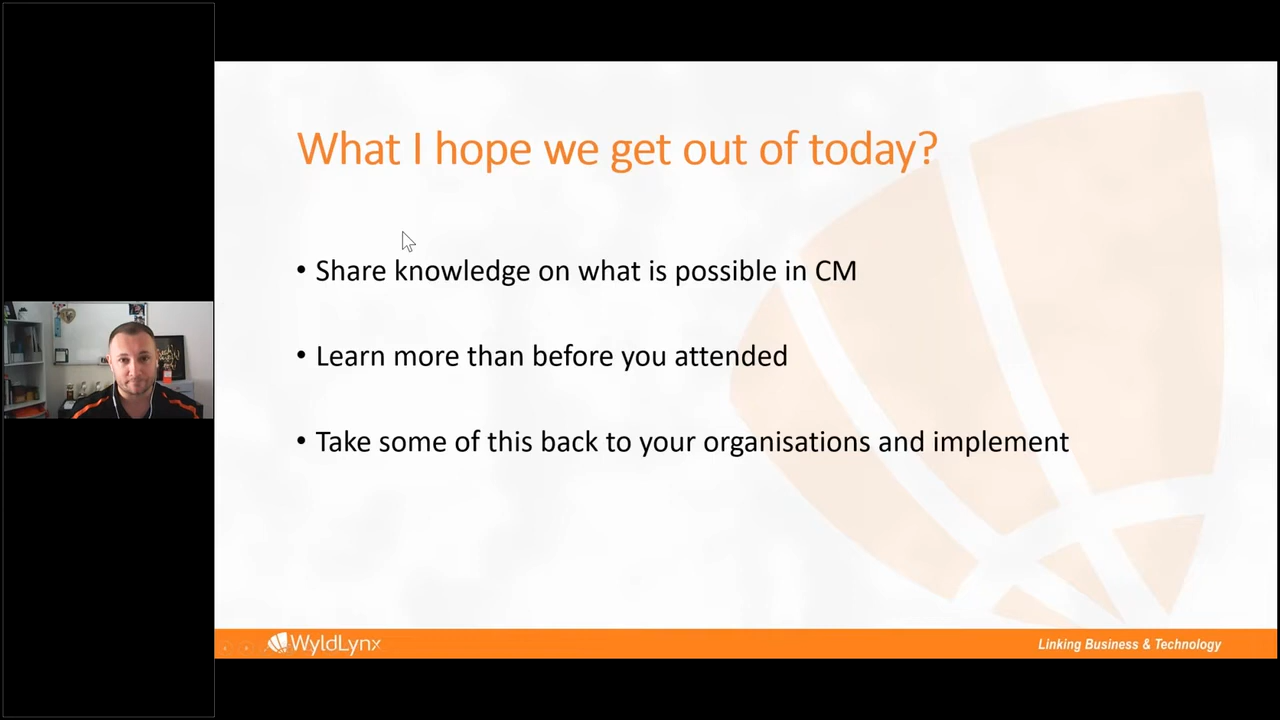 What I hope we get out of today?
• Share knowledge on what is possible in CM
• Learn more than before you attended
• Take some of this back to your organisations and implement
WyldLynx
Linking Business & Technology